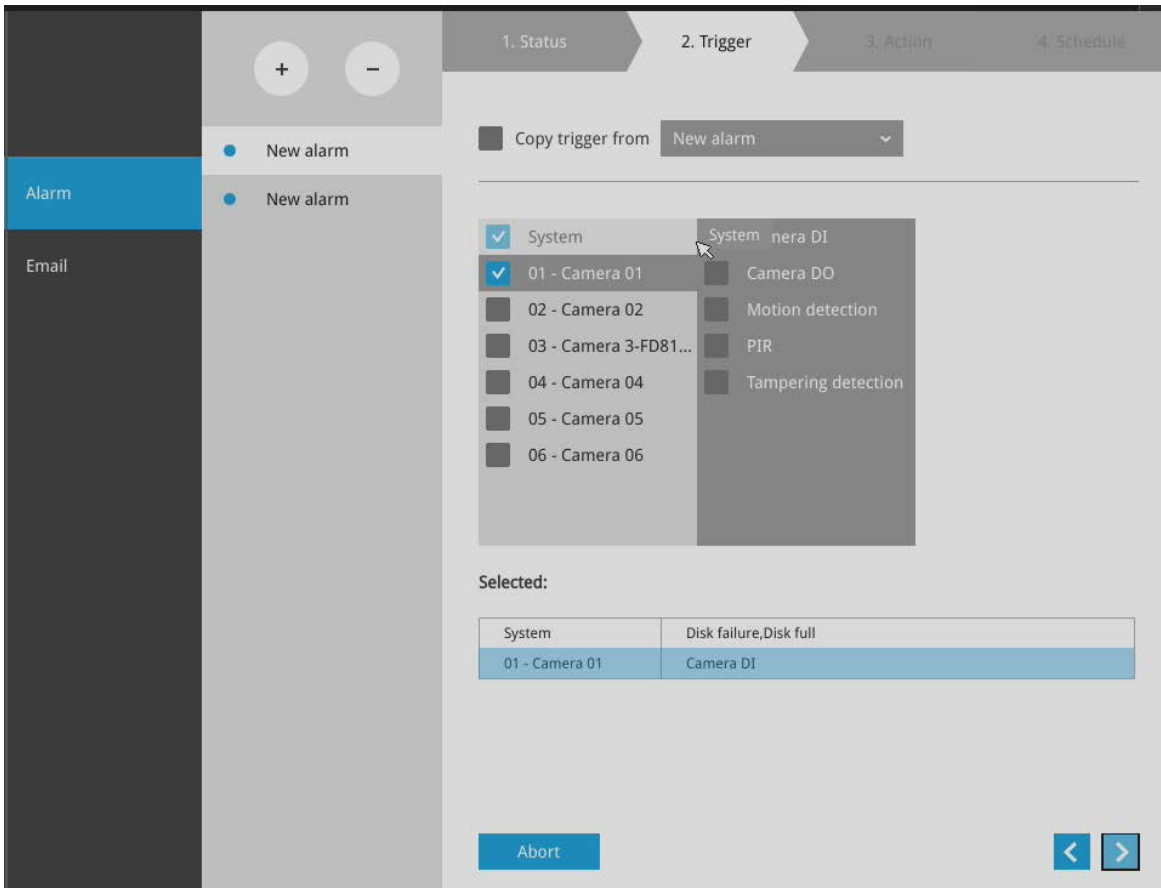 1. Status
2. Trigger
3. Action
4. Schedule
+
−
New alarm
New alarm
Alarm
Email
Copy trigger from
New alarm
System
01 - Camera 01
02 - Camera 02
03 - Camera 3-FD81...
04 - Camera 04
05 - Camera 05
06 - Camera 06
System
nera DI
Camera DO
Motion detection
PIR
Tampering detection
Selected:
System Disk failure,Disk full
01 - Camera 01 Camera DI
Abort